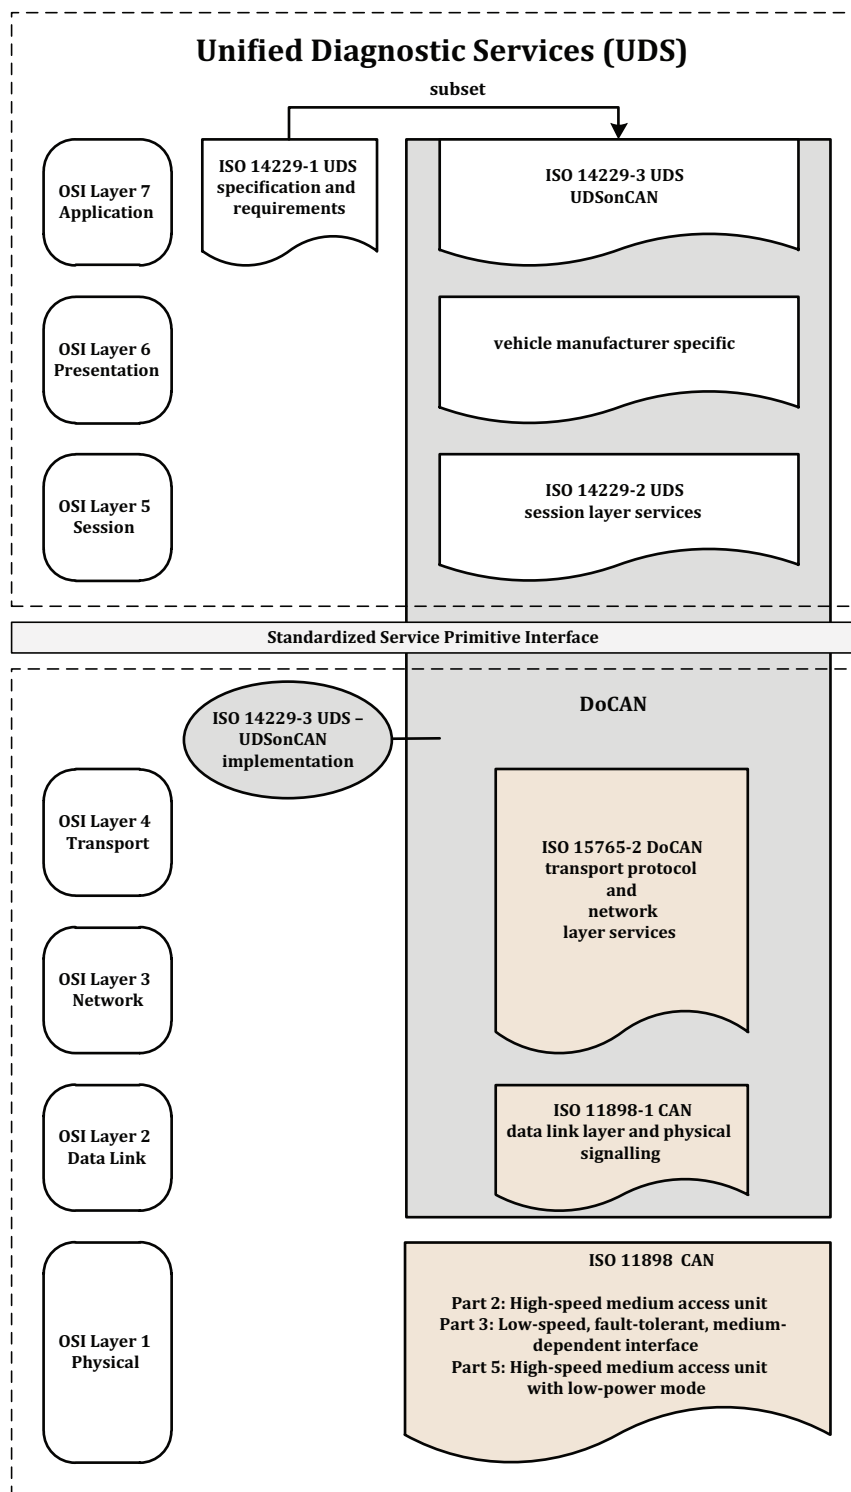 Unified Diagnostic Services (UDS)
subset
OSI Layer 7
Application
ISO 14229-1 UDS
specification and
requirements
ISO 14229-3 UDS
UDSonCAN
OSI Layer 6
Presentation
vehicle manufacturer specific
OSI Layer 5
Session
ISO 14229-2 UDS
session layer services
Standardized Service Primitive Interface
ISO 14229-3 UDS –
UDSonCAN
implementation
DoCAN
OSI Layer 4
Transport
ISO 15765-2 DoCAN
transport protocol
and
network
layer services
OSI Layer 3
Network
OSI Layer 2
Data Link
ISO 11898-1 CAN
data link layer and physical
signalling
OSI Layer 1
Physical
ISO 11898 CAN
Part 2: High-speed medium access unit
Part 3: Low-speed, fault-tolerant, medium-
dependent interface
Part 5: High-speed medium access unit
with low-power mode